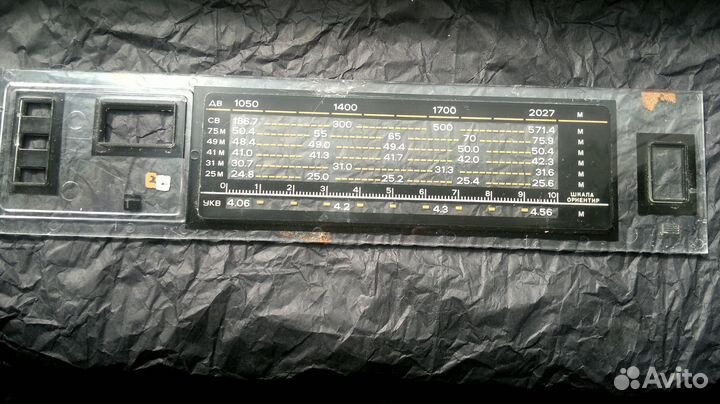 ДВ 1050 1400 1700 2027 М
СВ 186.7 300 500 571.4 М
75 М 50.4 55 65 70 75.9 М
49 М 48.4 49.0 49.4 50.0 50.4 М
41 М 41.0 41.3 41.7 42.0 42.3 М
31 М 30.7 31.0 31.3 31.6 М
25 М 24.8 25.0 25.2 25.4 25.6 М
0 1 2 3 4 5 6 7 8 9 10 ШКАЛА
ОРИЕНТИР
УКВ 4.06 4.2 4.3 4.56 М
Avito